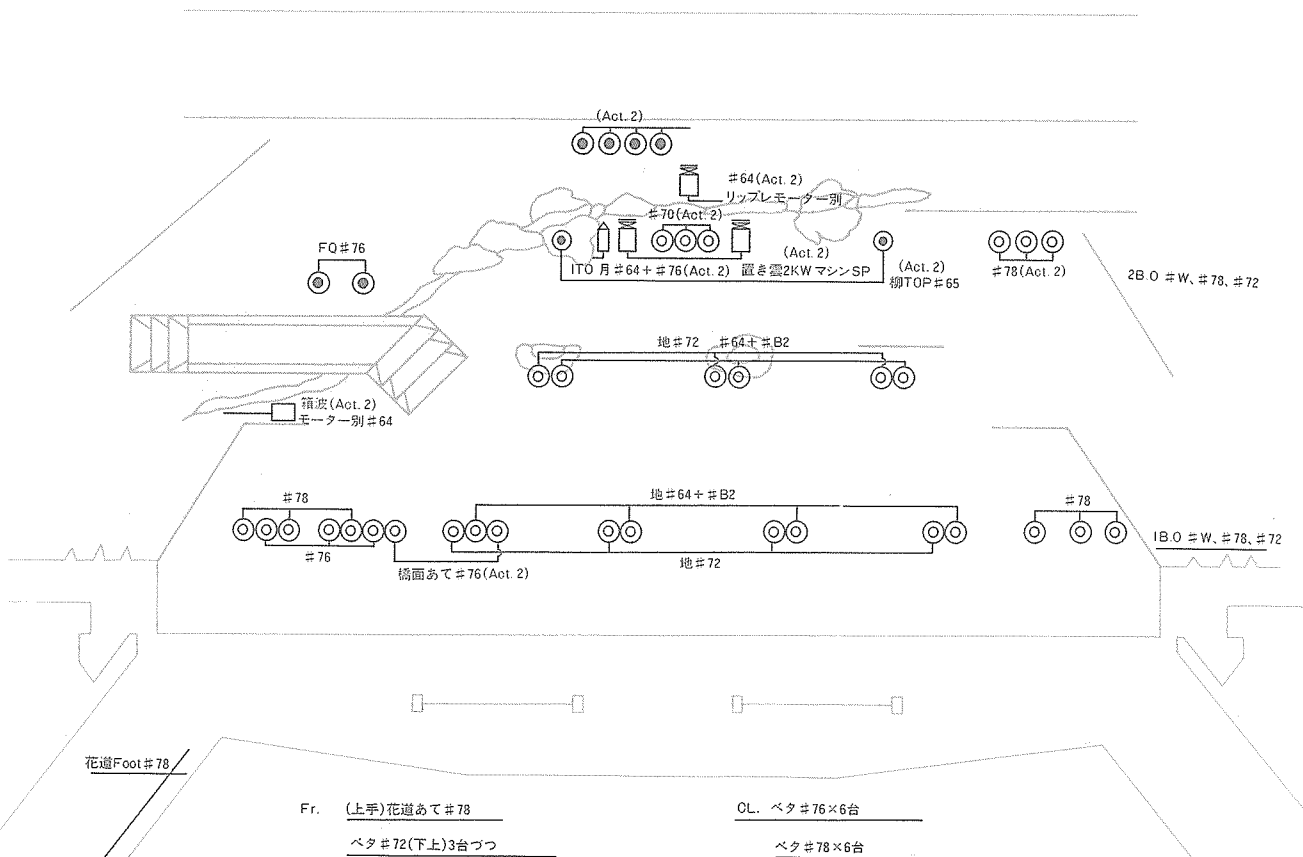 (Act. 2)
♯64(Act. 2)
リップレモーター別
♯70(Act. 2)
FQ♯76
(Act. 2)
ITO 月♯64+♯76(Act. 2)
置き雲2KWマシンSP
(Act. 2)
柳TOP♯65
♯78(Act. 2)
2B.O ♯W、♯78、♯72
地♯72
♯64+♯B2
箱波(Act. 2)
モーター別♯64
♯78
地♯64+♯B2
♯78
♯76
橋面あて♯76(Act. 2)
地♯72
1B.O ♯W、♯78、♯72
花道Foot♯78
Fr. (上手)花道あて♯78
ベタ♯72(下上)3台づつ
CL. ベタ♯76×6台
ベタ♯78×6台